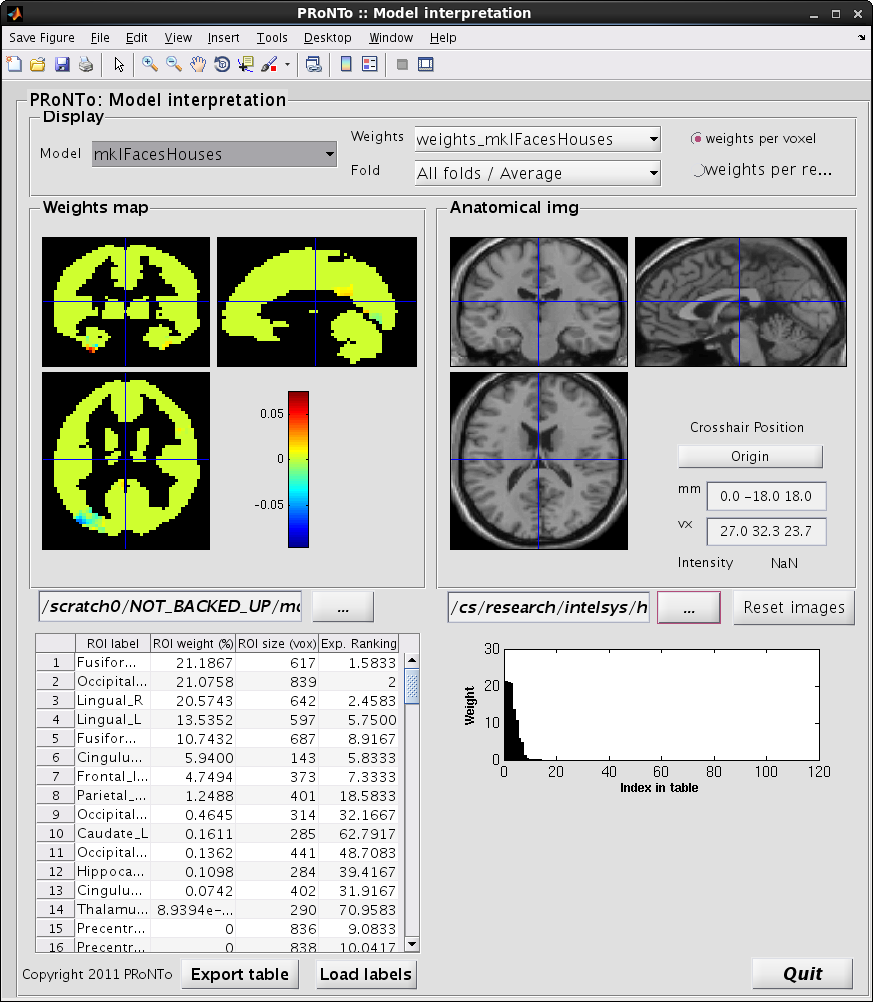 PRoNTo :: Model interpretation
Save Figure File Edit View Insert Tools Desktop Window Help
PRoNTo: Model interpretation
Display
Model mklFacesHouses
Weights weights_mklFacesHouses
Fold All folds / Average
weights per voxel
weights per re...
Weights map
0.05
0
-0.05
Anatomical img
Crosshair Position
Origin
mm 0.0 -18.0 18.0
vx 27.0 32.3 23.7
Intensity NaN
/scratch0/NOT_BACKED_UP/mo ...
/cs/research/intelsys/h ... Reset images
ROI label ROI weight (%) ROI size (vox) Exp. Ranking
1 Fusifor... 21.1867 617 1.5833
2 Occipital... 21.0758 839 2
3 Lingual_R 20.5743 642 2.4583
4 Lingual_L 13.5352 597 5.7500
5 Fusifor... 10.7432 687 8.9167
6 Cingulu... 5.9400 143 5.8333
7 Frontal_I... 4.7494 373 7.3333
8 Parietal_... 1.2488 401 18.5833
9 Occipital... 0.4645 314 32.1667
10 Caudate_L 0.1611 285 62.7917
11 Occipital... 0.1362 441 48.7083
12 Hippoca... 0.1098 284 39.4167
13 Cingulu... 0.0742 402 31.9167
14 Thalamu... 8.9394e-... 290 70.9583
15 Precentr... 0 836 9.0833
16 Precentr... 0 838 10.0417
30
20
10
0
Weight
0 20 40 60 80 100 120
Index in table
Copyright 2011 PRoNTo Export table Load labels Quit